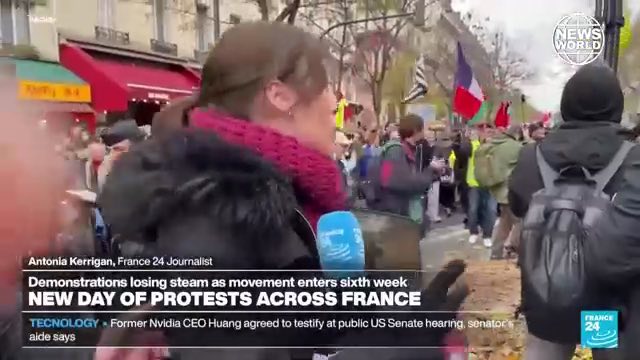 NEWS
WORLD
Antonia Kerrigan, France 24 Journalist
Demonstrations losing steam as movement enters sixth week
NEW DAY OF PROTESTS ACROSS FRANCE
TECNOLOGY • Former Nvidia CEO Huang agreed to testify at public US Senate hearing, senator's
aide says
FRANCE
24